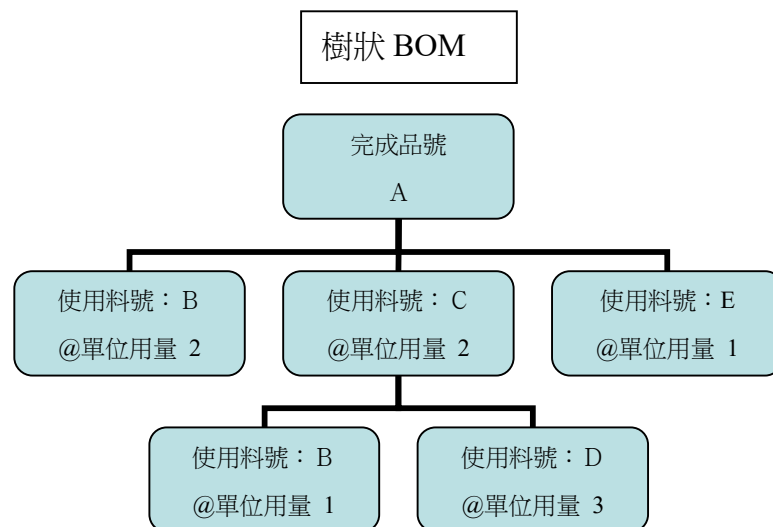 樹狀 BOM
完成品號
A
使用料號：B
@單位用量 2
使用料號：C
@單位用量 2
使用料號：E
@單位用量 1
使用料號：B
@單位用量 1
使用料號：D
@單位用量 3